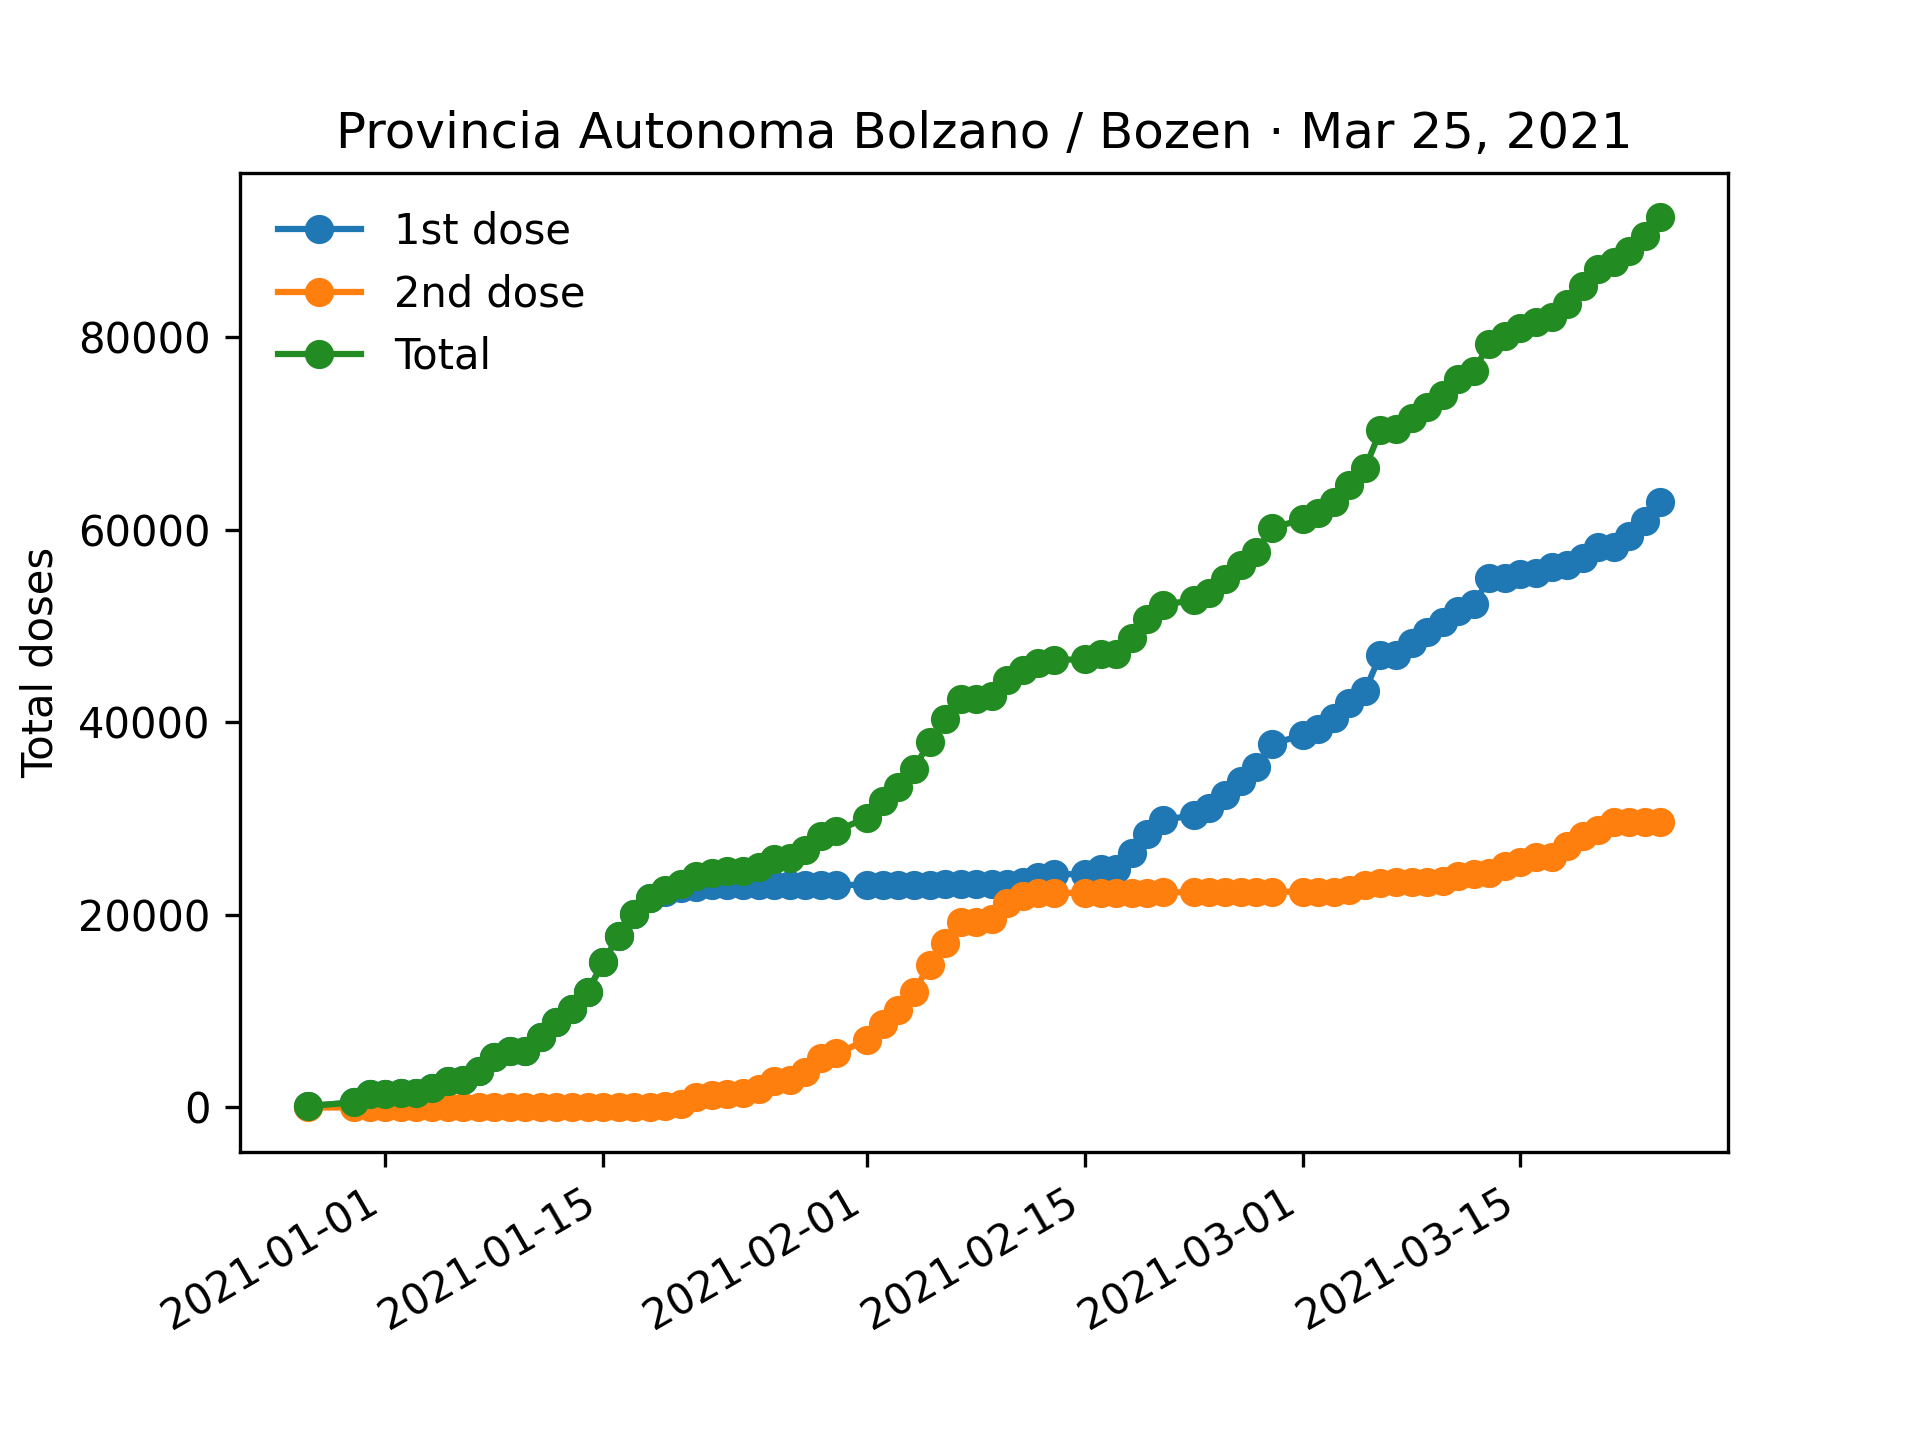 Provincia Autonoma Bolzano / Bozen · Mar 25, 2021
1st dose
2nd dose
Total
Total doses
80000
60000
40000
20000
0
2021-01-01
2021-01-15
2021-02-01
2021-02-15
2021-03-01
2021-03-15